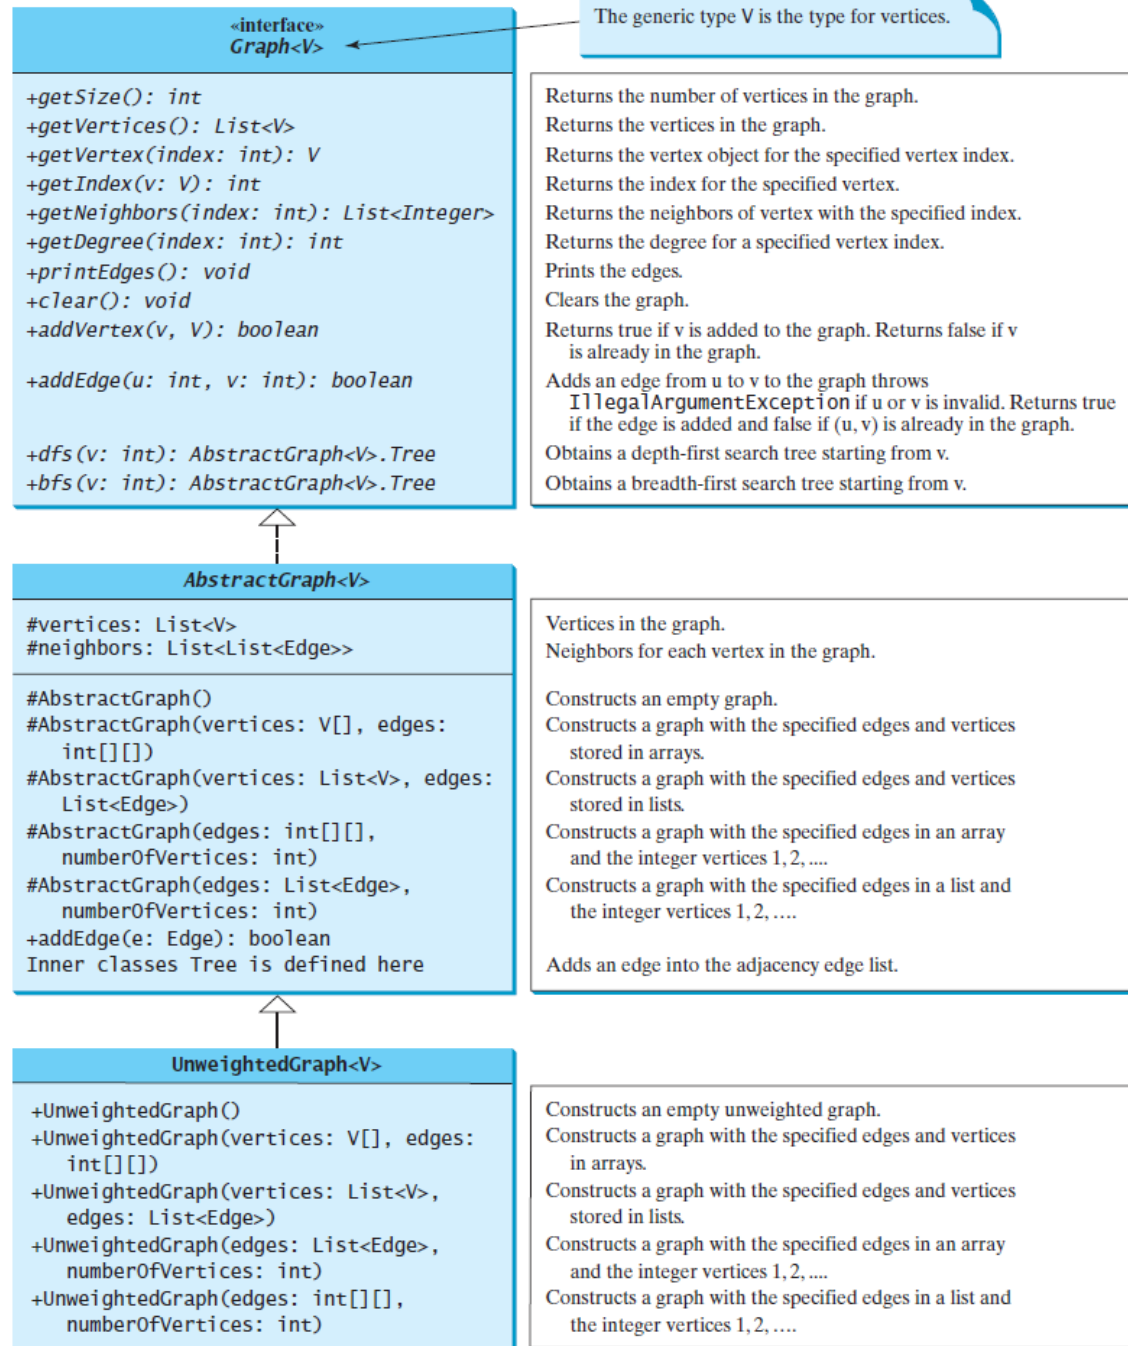 The generic type V is the type for vertices.
«interface»
Graph<V>
+getSize(): int
Returns the number of vertices in the graph.
+getVertices(): List<V>
Returns the vertices in the graph.
+getVertex(index: int): V
Returns the vertex object for the specified vertex index.
+getIndex(v: V): int
Returns the index for the specified vertex.
+getNeighbors(index: int): List<Integer>
Returns the neighbors of vertex with the specified index.
+getDegree(index: int): int
Returns the degree for a specified vertex index.
+printEdges(): void
Prints the edges.
+clear(): void
Clears the graph.
+addVertex(v, V): boolean
Returns true if v is added to the graph. Returns false if v
is already in the graph.
+addEdge(u: int, v: int): boolean
Adds an edge from u to v to the graph throws
IllegalArgumentException if u or v is invalid. Returns true
if the edge is added and false if (u, v) is already in the graph.
+dfs(v: int): AbstractGraph<V>.Tree
Obtains a depth-first search tree starting from v.
+bfs(v: int): AbstractGraph<V>.Tree
Obtains a breadth-first search tree starting from v.
AbstractGraph<V>
#vertices: List<V>
Vertices in the graph.
#neighbors: List<List<Edge>>
Neighbors for each vertex in the graph.
#AbstractGraph()
Constructs an empty graph.
#AbstractGraph(vertices: V[], edges:
int[][])
Constructs a graph with the specified edges and vertices
stored in arrays.
#AbstractGraph(vertices: List<V>, edges:
List<Edge>)
Constructs a graph with the specified edges and vertices
stored in lists.
#AbstractGraph(edges: int[][],
numberOfVertices: int)
Constructs a graph with the specified edges in an array
and the integer vertices 1, 2, ....
#AbstractGraph(edges: List<Edge>,
numberOfVertices: int)
Constructs a graph with the specified edges in a list and
the integer vertices 1, 2, ….
+addEdge(e: Edge): boolean
Inner classes Tree is defined here
Adds an edge into the adjacency edge list.
UnweightedGraph<V>
+UnweightedGraph()
Constructs an empty unweighted graph.
+UnweightedGraph(vertices: V[], edges:
int[][])
Constructs a graph with the specified edges and vertices
in arrays.
+UnweightedGraph(vertices: List<V>,
edges: List<Edge>)
Constructs a graph with the specified edges and vertices
stored in lists.
+UnweightedGraph(edges: List<Edge>,
numberOfVertices: int)
Constructs a graph with the specified edges in an array
and the integer vertices 1, 2, ....
+UnweightedGraph(edges: int[][],
numberOfVertices: int)
Constructs a graph with the specified edges in a list and
the integer vertices 1, 2, ….